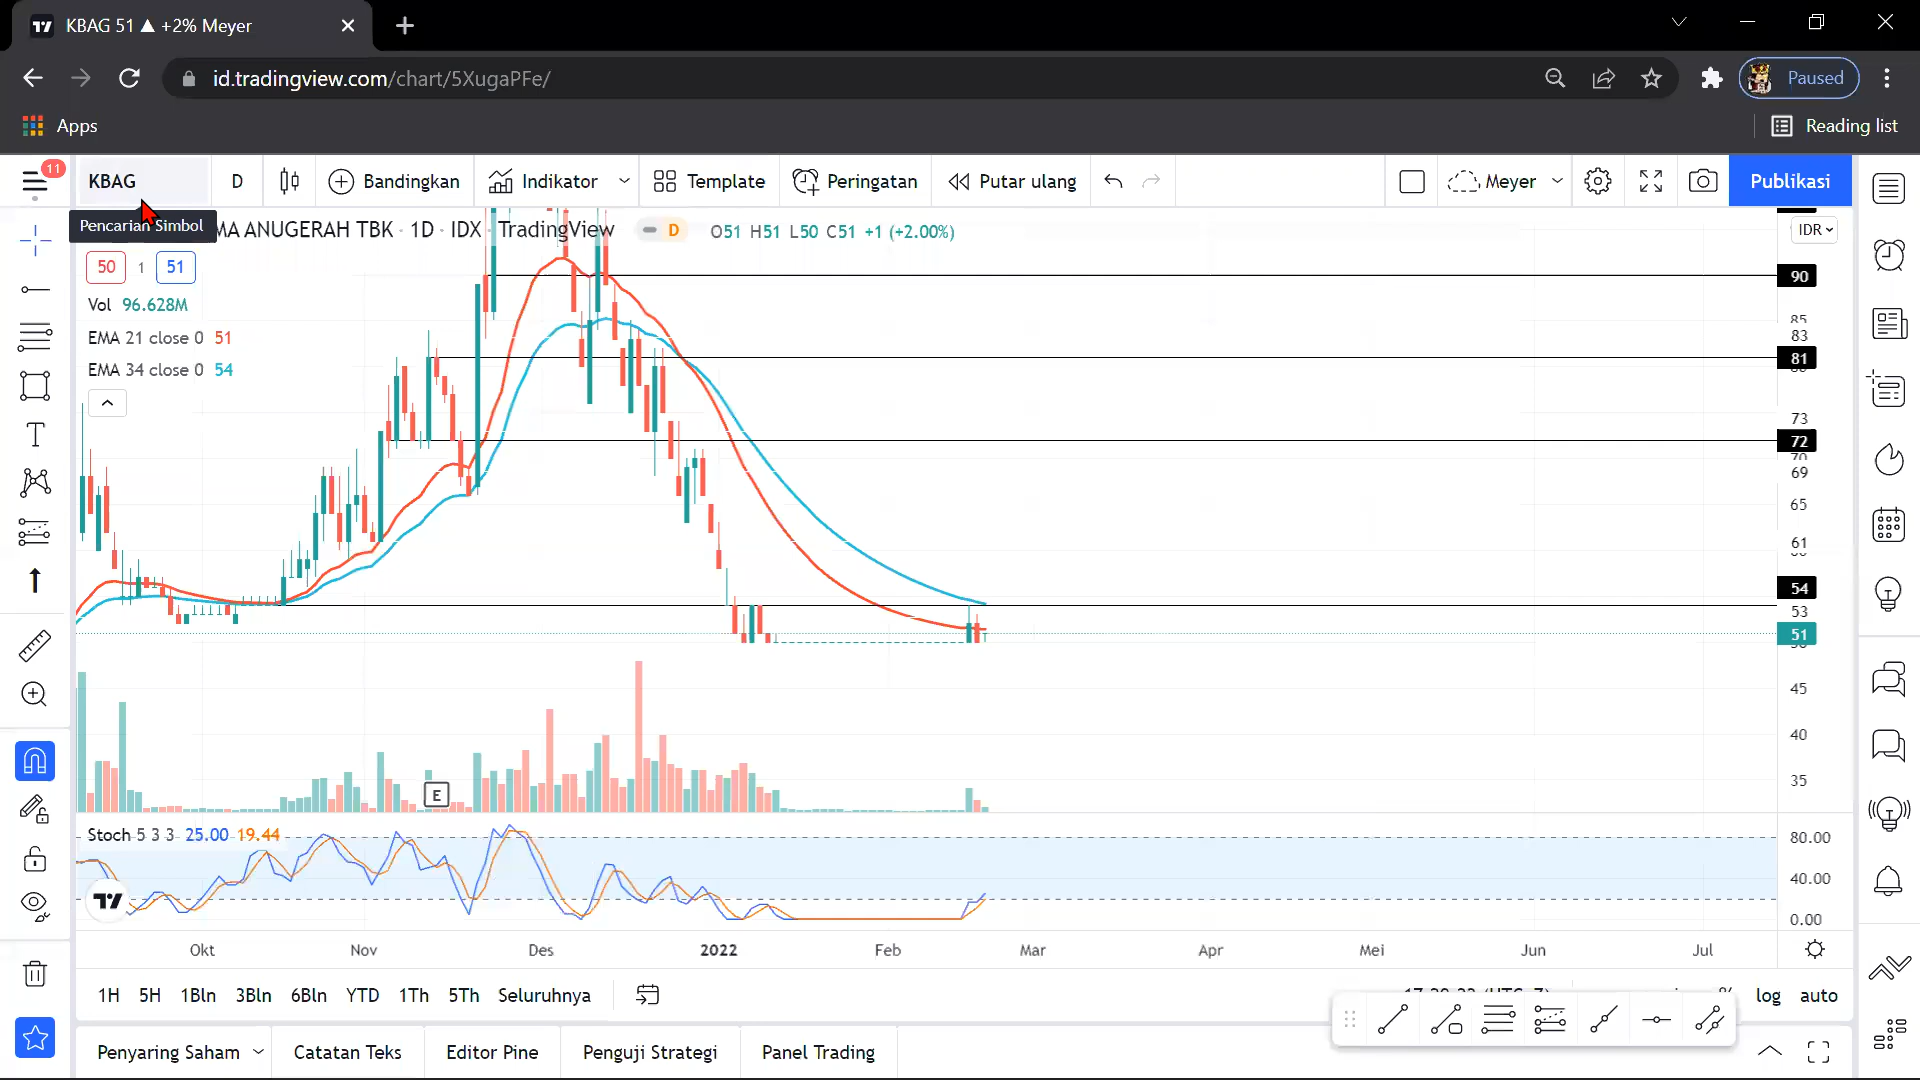 KBAG 51 ▲ +2% Meyer
id.tradingview.com/chart/5XugaPFe/
Paused
Apps
Reading list
11
KBAG
D
Bandingkan
Indikator
Template
Peringatan
Putar ulang
Meyer
Publikasi
Pencarian Simbol
MA ANUGERAH TBK · 1D · IDX TradingView
D
O51 H51 L50 C51 +1 (+2.00%)
IDR
50 1 51
Vol 96.628M
EMA 21 close 0 51
EMA 34 close 0 54
90
85
83
81
73
72
70
69
65
61
54
53
51
45
40
35
E
Stoch 5 3 3 25.00 19.44
80.00
40.00
0.00
Okt Nov Des 2022 Feb Mar Apr Mei Jun Jul
1H 5H 1Bln 3Bln 6Bln YTD 1Th 5Th Seluruhnya
% log auto
Penyaring Saham
Catatan Teks
Editor Pine
Penguji Strategi
Panel Trading